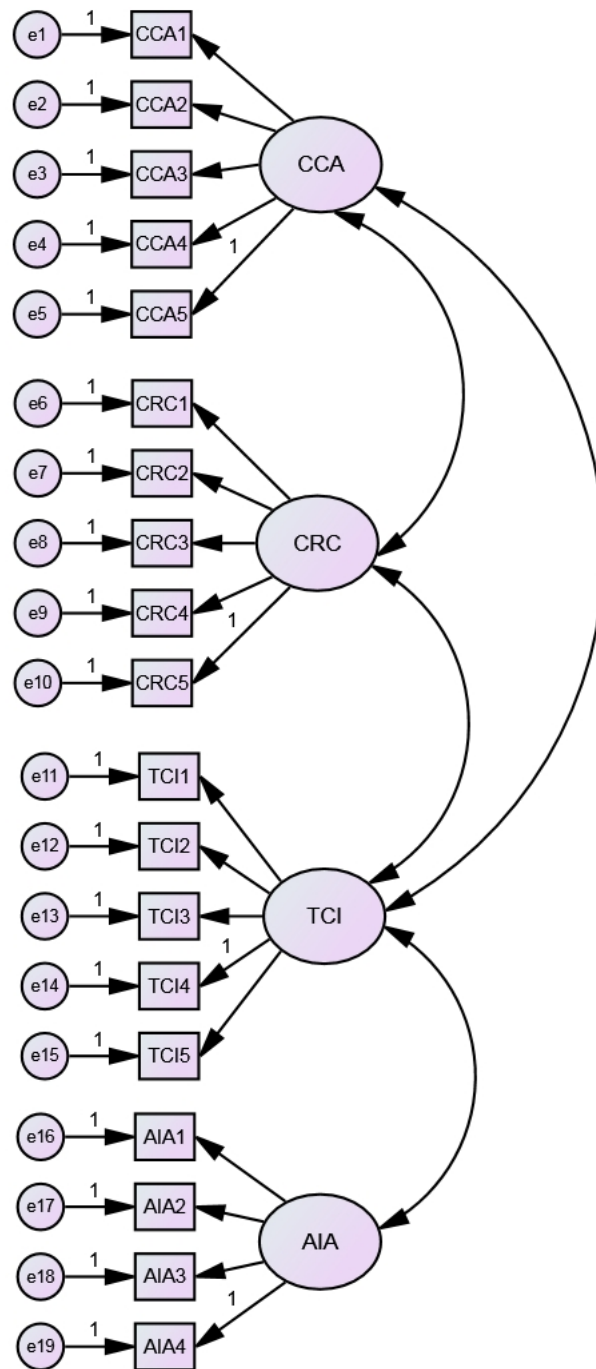 e1 1 CCA1
e2 1 CCA2
CCA
e3 1 CCA3
e4 1 CCA4
1
e5 1 CCA5
e6 1 CRC1
e7 1 CRC2
e8 1 CRC3
CRC
e9 1 CRC4
1
e10 1 CRC5
e11 1 TCI1
e12 1 TCI2
e13 1 TCI3
TCI
1
e14 1 TCI4
e15 1 TCI5
e16 1 AIA1
e17 1 AIA2
AIA
e18 1 AIA3
1
e19 1 AIA4